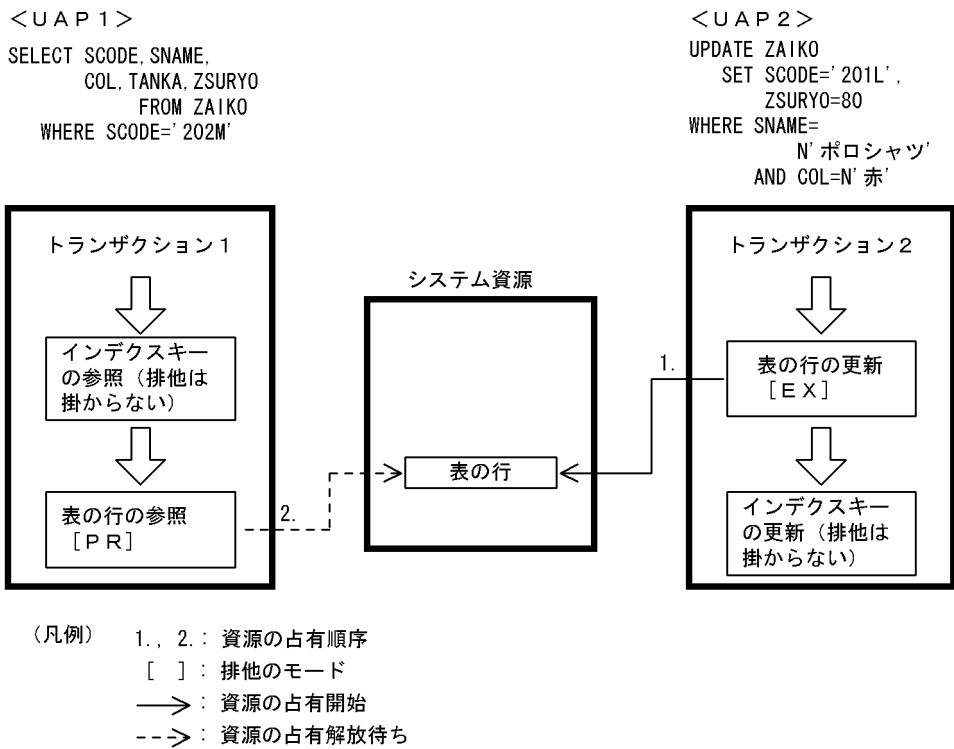 ＜ＵＡＰ１＞
SELECT SCODE,SNAME,
COL,TANKA,ZSURYO
FROM ZAIKO
WHERE SCODE='202M'
＜ＵＡＰ２＞
UPDATE ZAIKO
SET SCODE='201L',
ZSURYO=80
WHERE SNAME=
N'ポロシャツ'
AND COL=N'赤'
トランザクション１
インデクスキー
の参照（排他は
掛からない）
表の行の参照
［ＰＲ］
2.
システム資源
表の行
1.
トランザクション２
表の行の更新
［ＥＸ］
インデクスキー
の更新（排他は
掛からない）
（凡例） 1., 2.： 資源の占有順序
［ ］： 排他のモード
： 資源の占有開始
： 資源の占有解放待ち